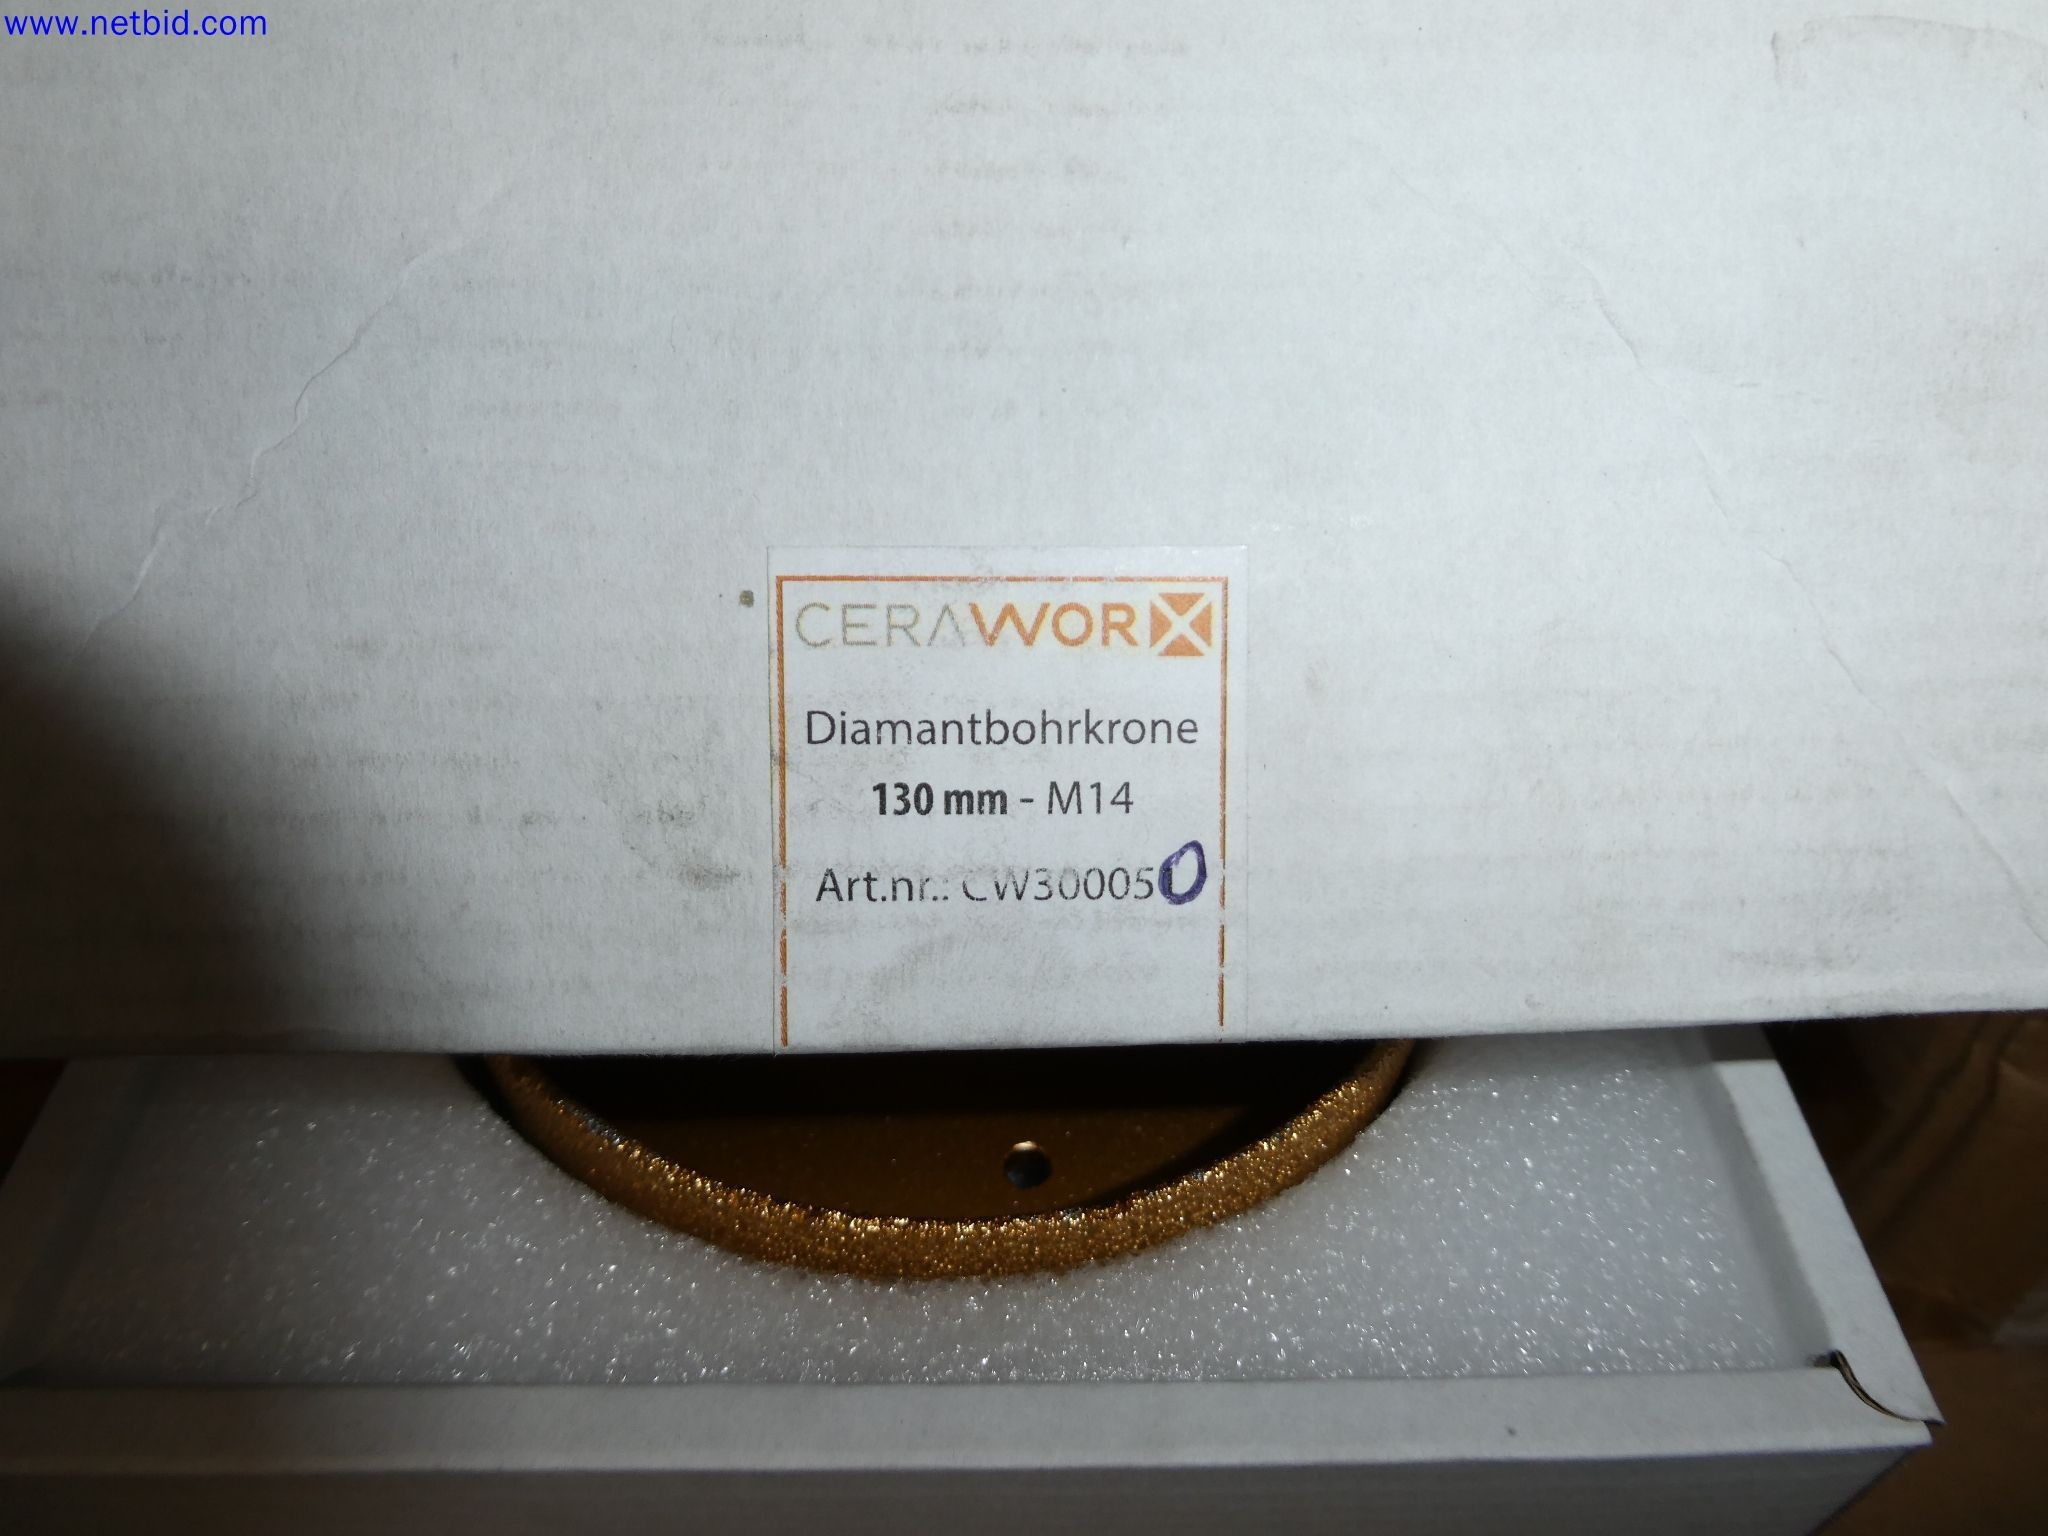 www.netbid.com
CERAWORX
Diamantbohrkrone
130 mm - M14
Art.nr.: CW300050